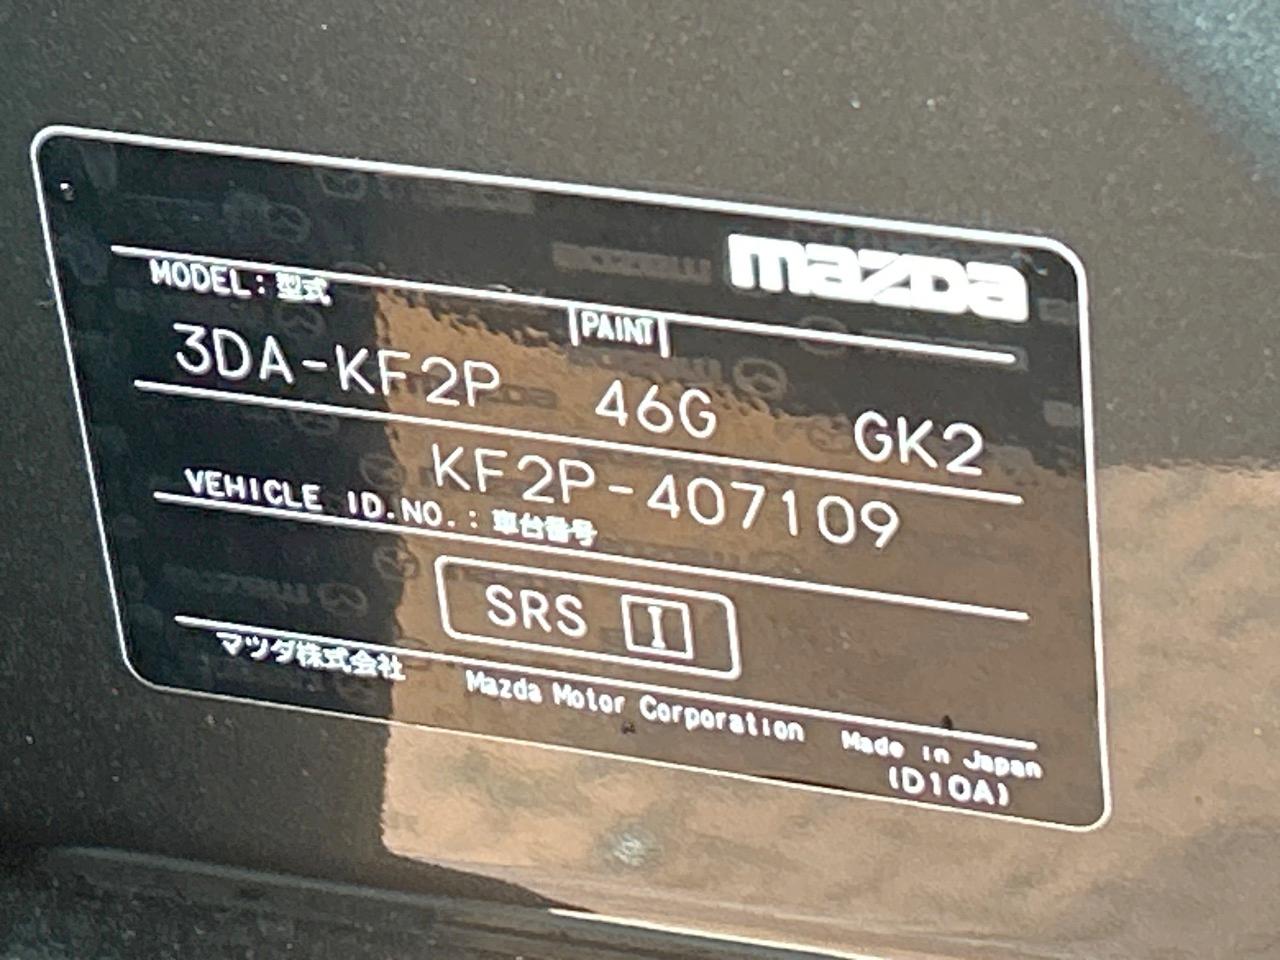 mazda
MODEL:型式
PAINT
3DA-KF2P 46G GK2
KF2P-407109
VEHICLE ID.NO.:車台番号
SRS I
マツダ株式会社 Mazda Motor Corporation Made in Japan
(D10A)